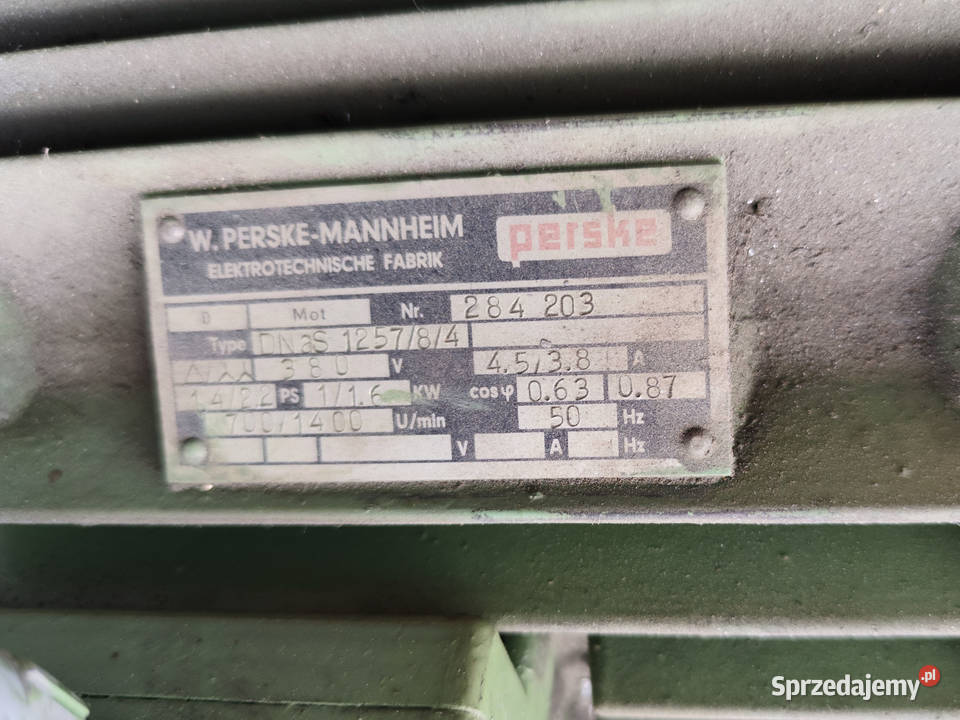 W. PERSKE-MANNHEIM perske
ELEKTROTECHNISCHE FABRIK
D Mot Nr. 284 203
Type DNaS 1257/8/4
380 V 4.5/3.8 A
1.4/2.2 PS 1/1.6 KW cosφ 0.63 0.87
700/1400 U/min 50 Hz
V A Hz
Sprzedajemy.pl